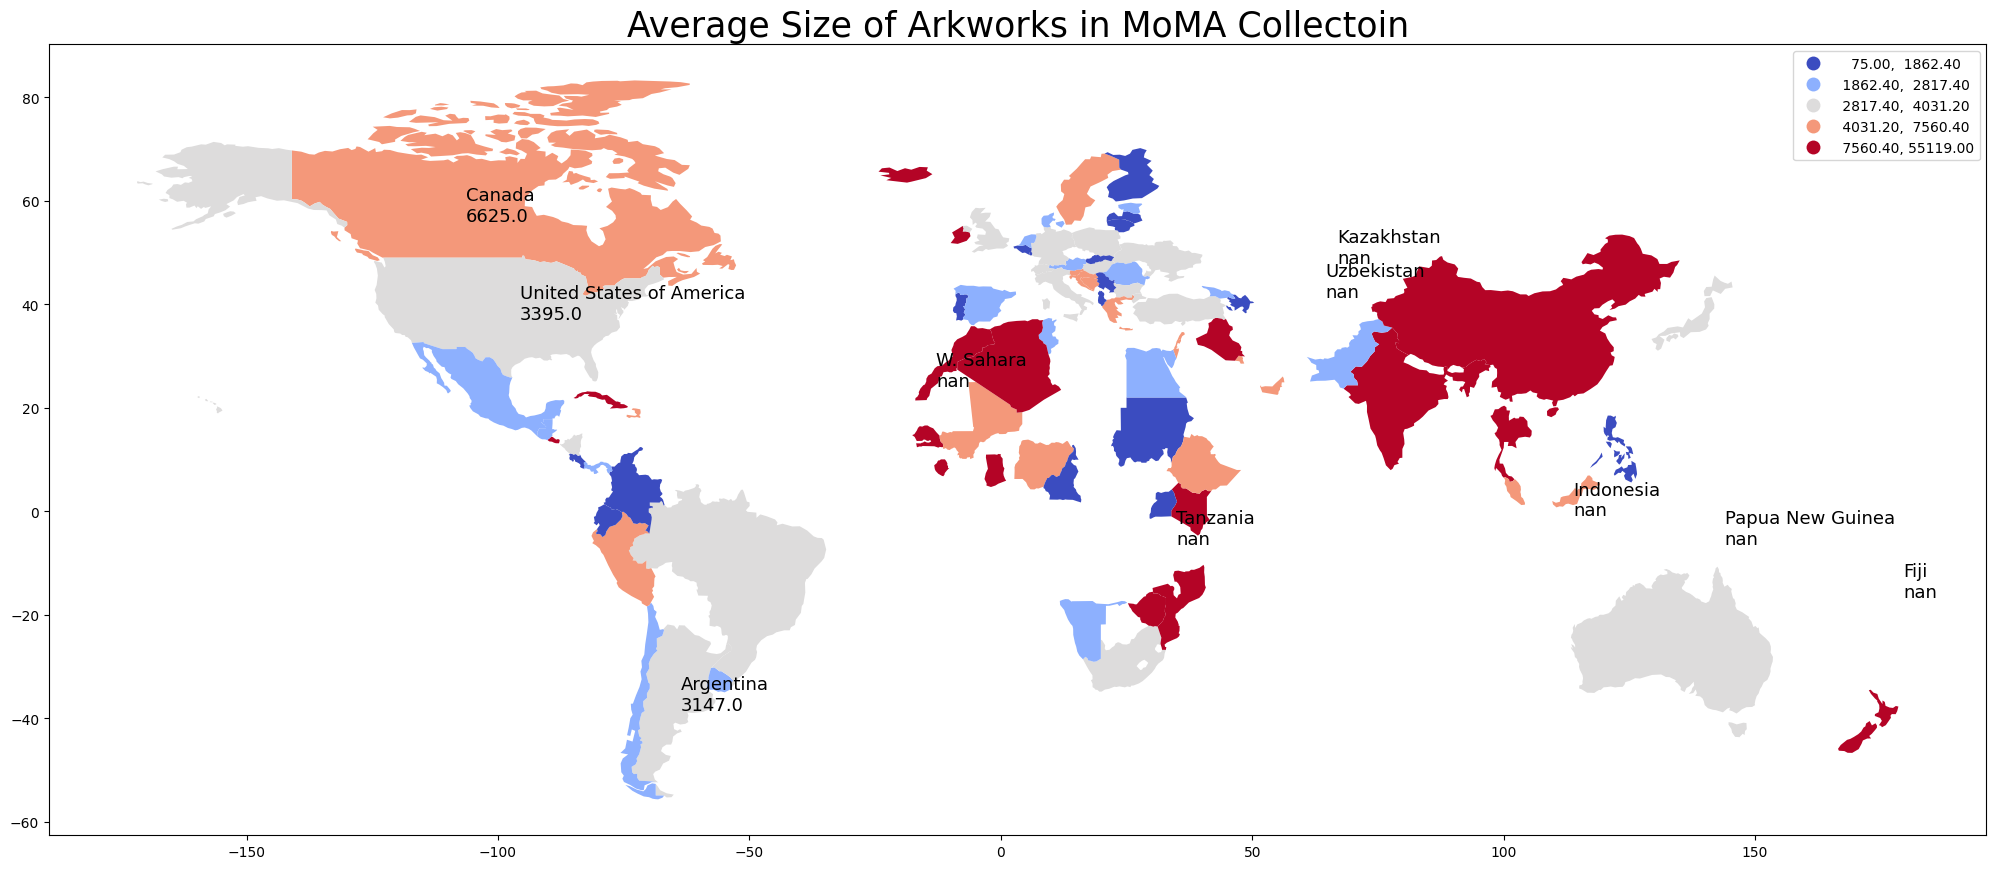 Average Size of Arkworks in MoMA Collectoin
75.00, 1862.40
1862.40, 2817.40
2817.40, 4031.20
4031.20, 7560.40
7560.40, 55119.00
80
60
40
20
0
−20
−40
−60
Canada
6625.0
United States of America
3395.0
Kazakhstan
nan
Uzbekistan
nan
W. Sahara
nan
Indonesia
nan
Tanzania
nan
Papua New Guinea
nan
Fiji
nan
Argentina
3147.0
−150
−100
−50
0
50
100
150